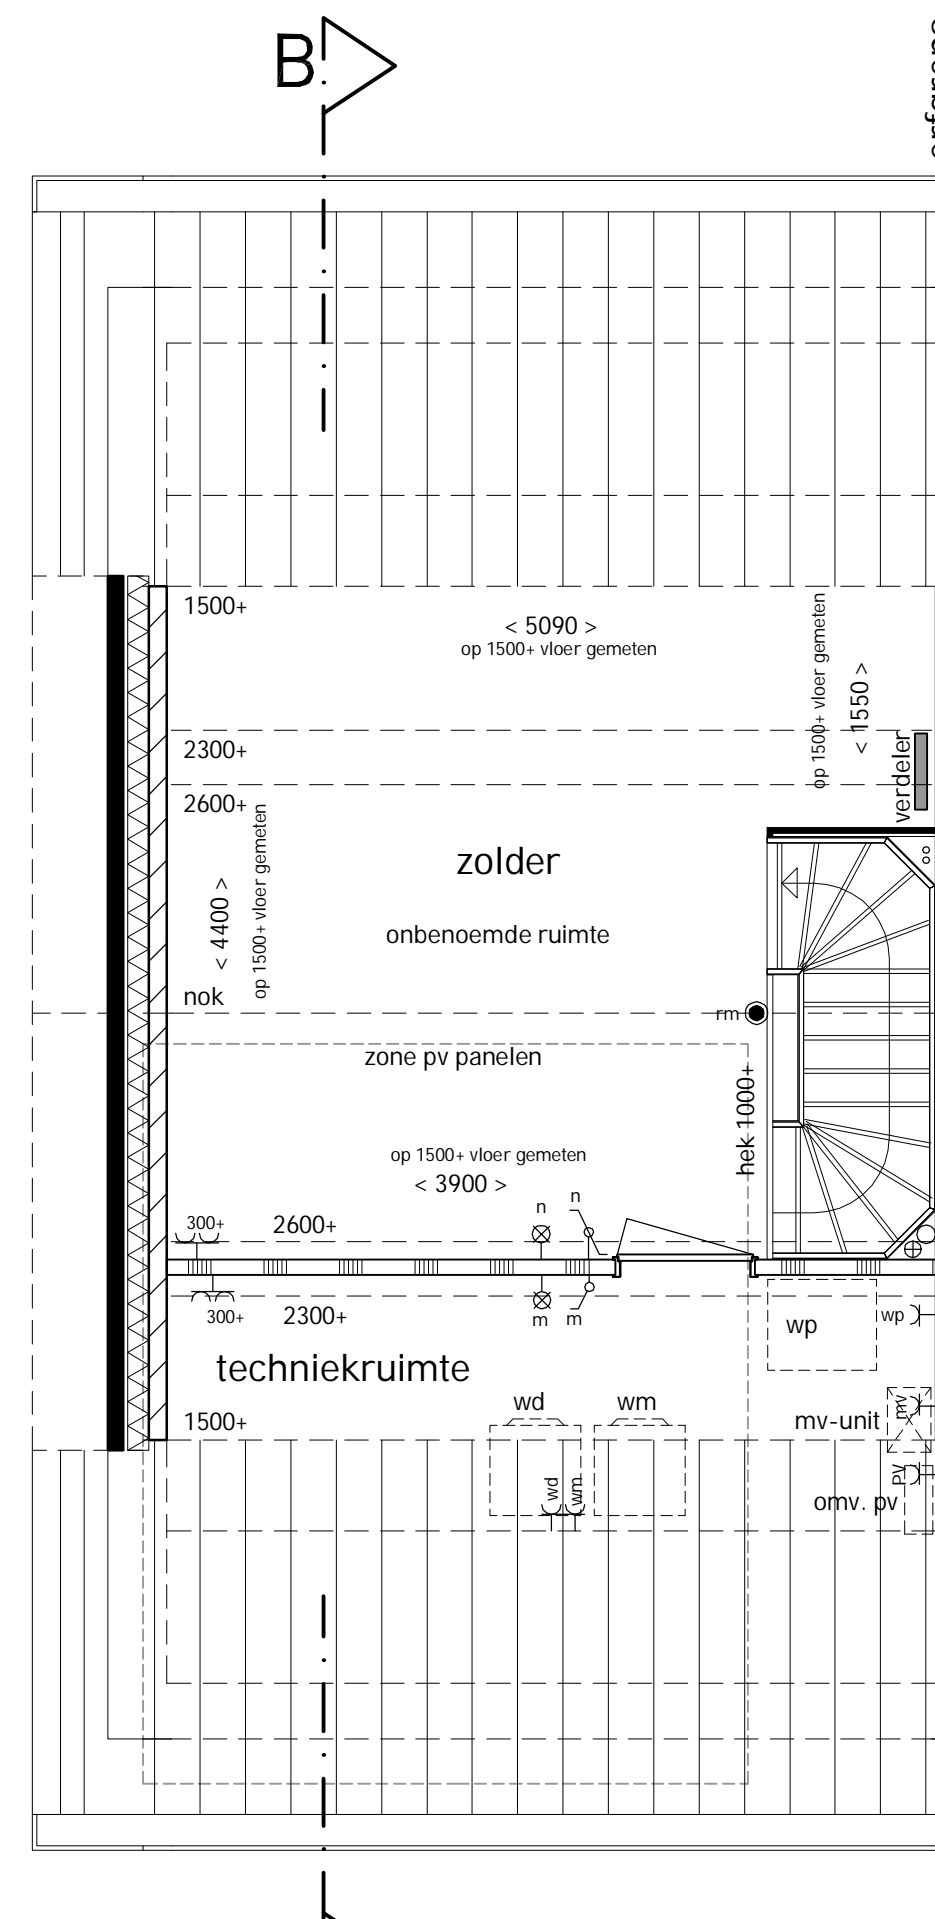 B
erfgrens
1500+
< 5090 >
op 1500+ vloer gemeten
op 1500+ vloer gemeten
< 1550 >
2300+
verdeler
2600+
op 1500+ vloer gemeten
< 4400 >
zolder
onbenoemde ruimte
nok
rm
zone pv panelen
hek 1000+
op 1500+ vloer gemeten
< 3900 >
n
n
300+
2600+
300+
2300+
m
m
wp
wp
techniekruimte
wd
wm
mv
1500+
mv-unit
wd
wm
PV
omv. pv